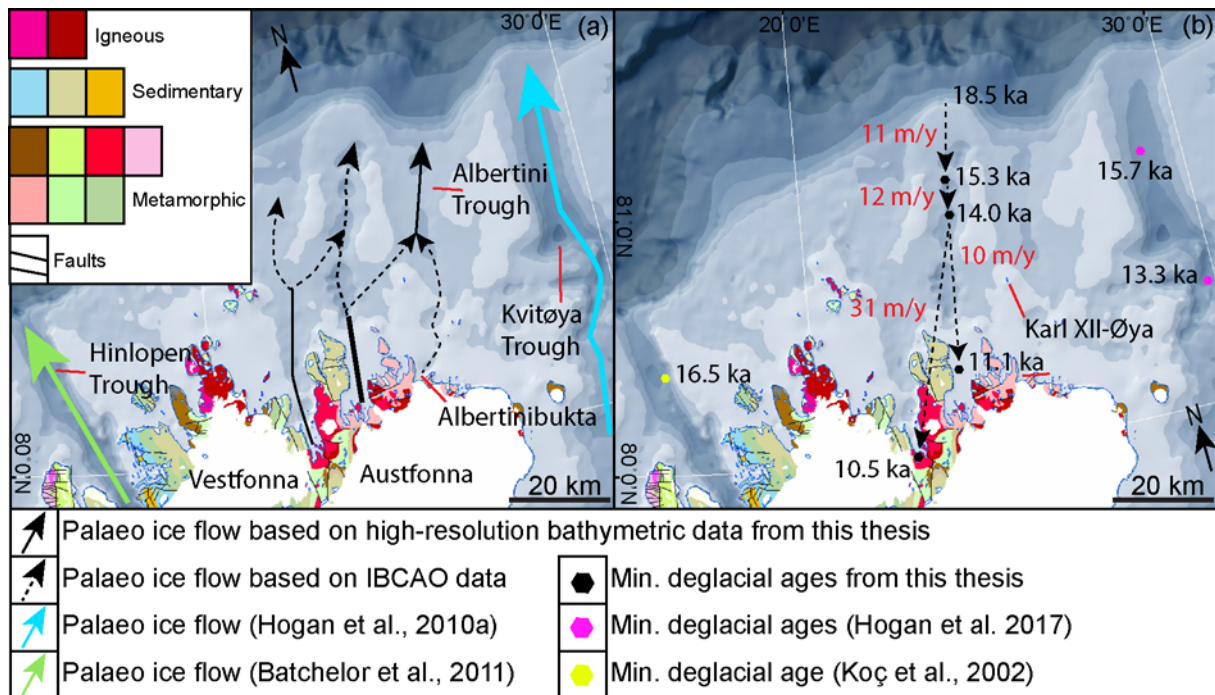 Igneous
Sedimentary
Metamorphic
Faults
30°0'E
(a)
N
Albertini
Trough
Kvitøya
Trough
Hinlopen
Trough
Albertinibukta
Vestfonna
Austfonna
20 km
20°0'E
30°0'E
(b)
81°0'N
80°0'N
80°0'N
18.5 ka
11 m/y
15.3 ka
12 m/y
14.0 ka
15.7 ka
10 m/y
13.3 ka
31 m/y
Karl XII-Øya
16.5 ka
11.1 ka
10.5 ka
N
20 km
Palaeo ice flow based on high-resolution bathymetric data from this thesis
Palaeo ice flow based on IBCAO data
Palaeo ice flow (Hogan et al., 2010a)
Palaeo ice flow (Batchelor et al., 2011)
Min. deglacial ages from this thesis
Min. deglacial ages (Hogan et al. 2017)
Min. deglacial age (Koç et al., 2002)